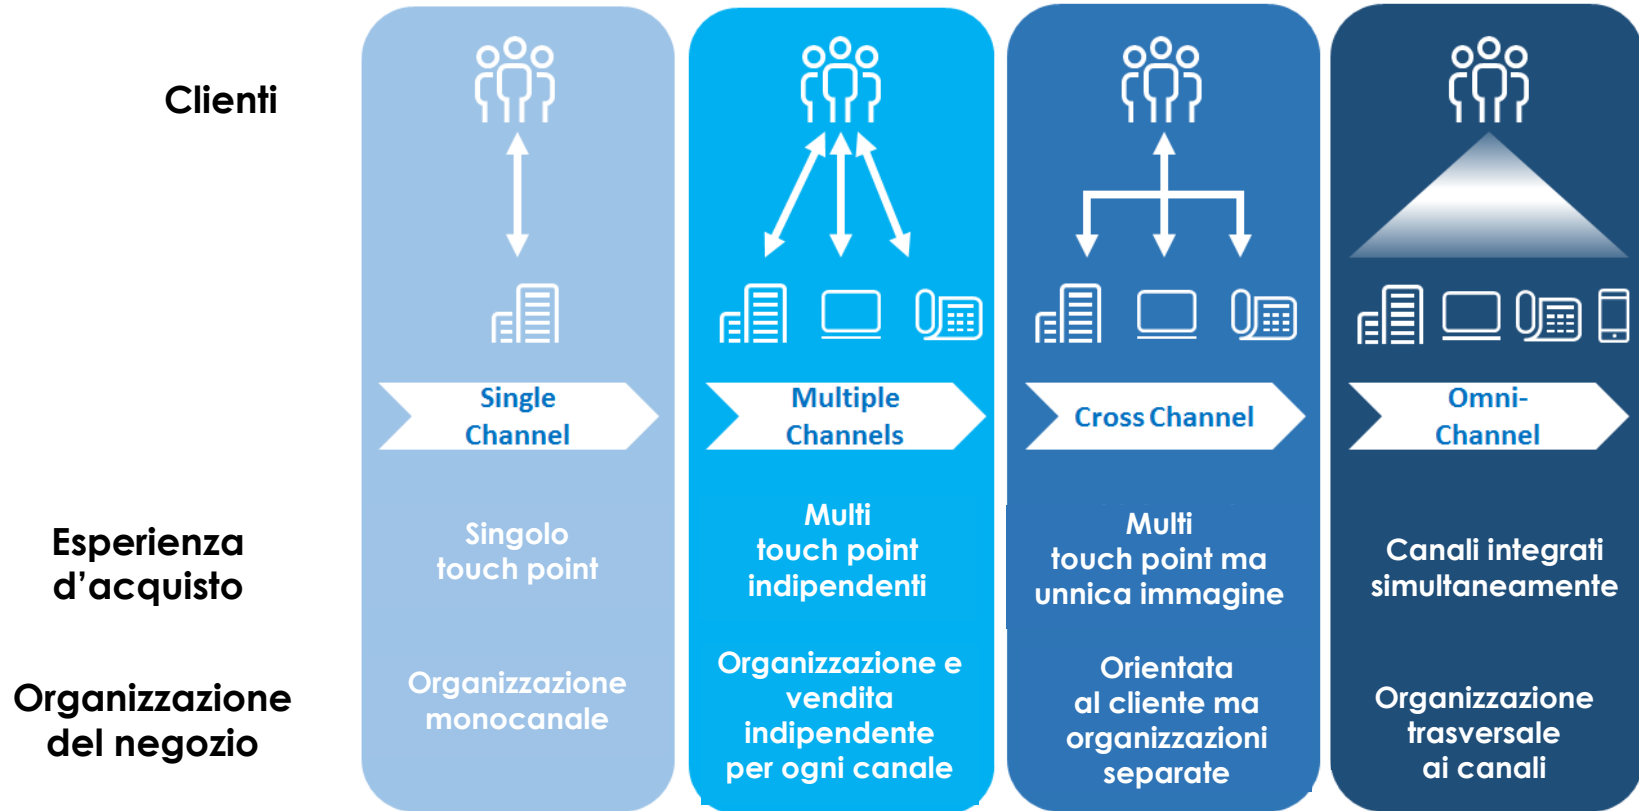 Clienti
Single
Channel
Multiple
Channels
Cross Channel
Omni-
Channel
Esperienza
d’acquisto
Singolo
touch point
Multi
touch point
indipendenti
Multi
touch point ma
unnica immagine
Canali integrati
simultaneamente
Organizzazione
del negozio
Organizzazione
monocanale
Organizzazione e
vendita
indipendente
per ogni canale
Orientata
al cliente ma
organizzazioni
separate
Organizzazione
trasversale
ai canali